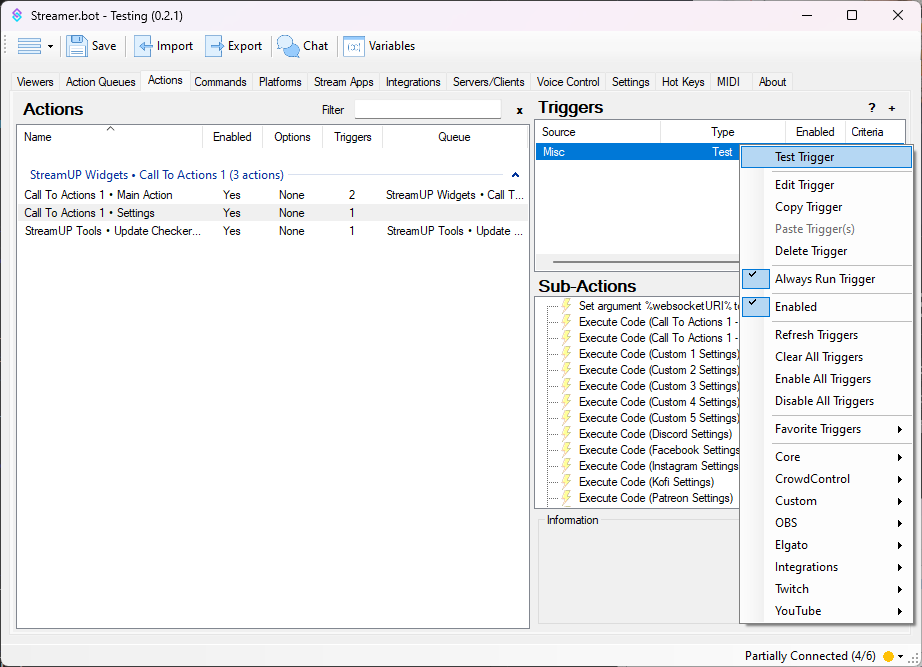 Streamer.bot - Testing (0.2.1)
Save Import Export Chat Variables
Viewers Action Queues Actions Commands Platforms Stream Apps Integrations Servers/Clients Voice Control Settings Hot Keys MIDI About
Actions Filter x
Name Enabled Options Triggers Queue
StreamUP Widgets • Call To Actions 1 (3 actions)
Call To Actions 1 • Main Action Yes None 2 StreamUP Widgets • Call T...
Call To Actions 1 • Settings Yes None 1
StreamUP Tools • Update Checker... Yes None 1 StreamUP Tools • Update ...
Triggers ? +
Source Type Enabled Criteria
Misc Test
Sub-Actions
Set argument %websocketURI% to
Execute Code (Call To Actions 1 -
Execute Code (Call To Actions 1 -
Execute Code (Custom 1 Settings)
Execute Code (Custom 2 Settings)
Execute Code (Custom 3 Settings)
Execute Code (Custom 4 Settings)
Execute Code (Custom 5 Settings)
Execute Code (Discord Settings)
Execute Code (Facebook Settings
Execute Code (Instagram Settings
Execute Code (Kofi Settings)
Execute Code (Patreon Settings)
Information
Test Trigger
Edit Trigger
Copy Trigger
Paste Trigger(s)
Delete Trigger
Always Run Trigger
Enabled
Refresh Triggers
Clear All Triggers
Enable All Triggers
Disable All Triggers
Favorite Triggers
Core
CrowdControl
Custom
OBS
Elgato
Integrations
Twitch
YouTube
Partially Connected (4/6)